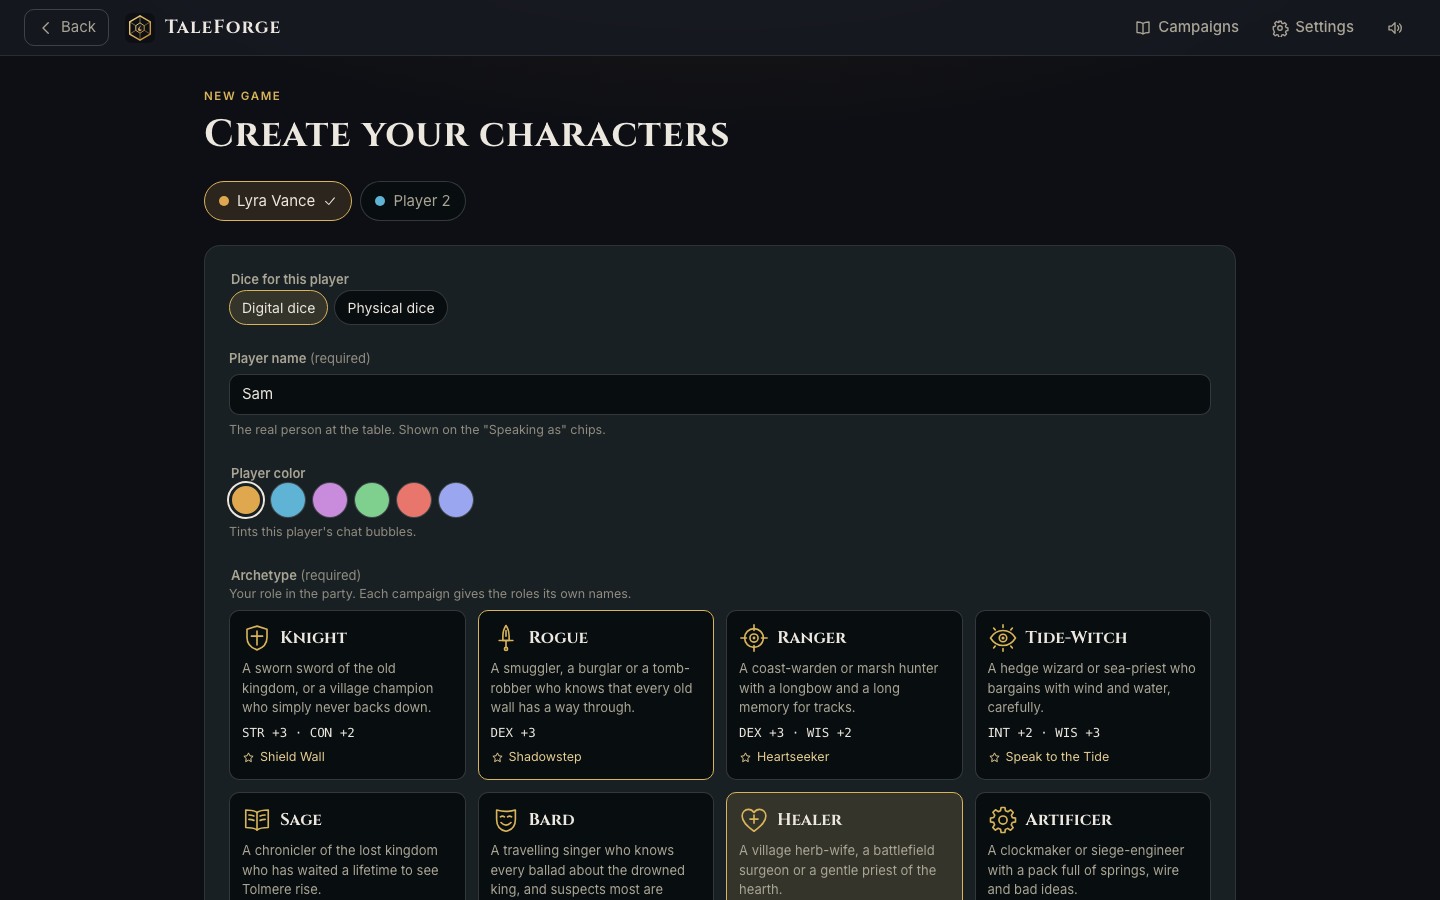 Back
TaleForge
Campaigns
Settings
NEW GAME
Create your characters
Lyra Vance
Player 2
Dice for this player
Digital dice
Physical dice
Player name (required)
Sam
The real person at the table. Shown on the "Speaking as" chips.
Player color
Tints this player's chat bubbles.
Archetype (required)
Your role in the party. Each campaign gives the roles its own names.
Knight
A sworn sword of the old
kingdom, or a village champion
who simply never backs down.
STR +3 · CON +2
Shield Wall
Rogue
A smuggler, a burglar or a tomb-
robber who knows that every old
wall has a way through.
DEX +3
Shadowstep
Ranger
A coast-warden or marsh hunter
with a longbow and a long
memory for tracks.
DEX +3 · WIS +2
Heartseeker
Tide-Witch
A hedge wizard or sea-priest who
bargains with wind and water,
carefully.
INT +2 · WIS +3
Speak to the Tide
Sage
A chronicler of the lost kingdom
who has waited a lifetime to see
Tolmere rise.
Bard
A travelling singer who knows
every ballad about the drowned
king, and suspects most are
Healer
A village herb-wife, a battlefield
surgeon or a gentle priest of the
hearth.
Artificer
A clockmaker or siege-engineer
with a pack full of springs, wire
and bad ideas.